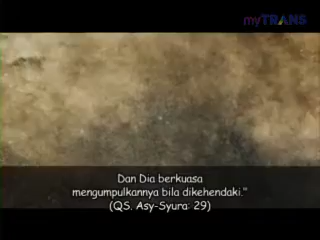 myTRANS
Dan Dia berkuasa
mengumpulkannya bila dikehendaki."
(QS. Asy-Syura: 29)